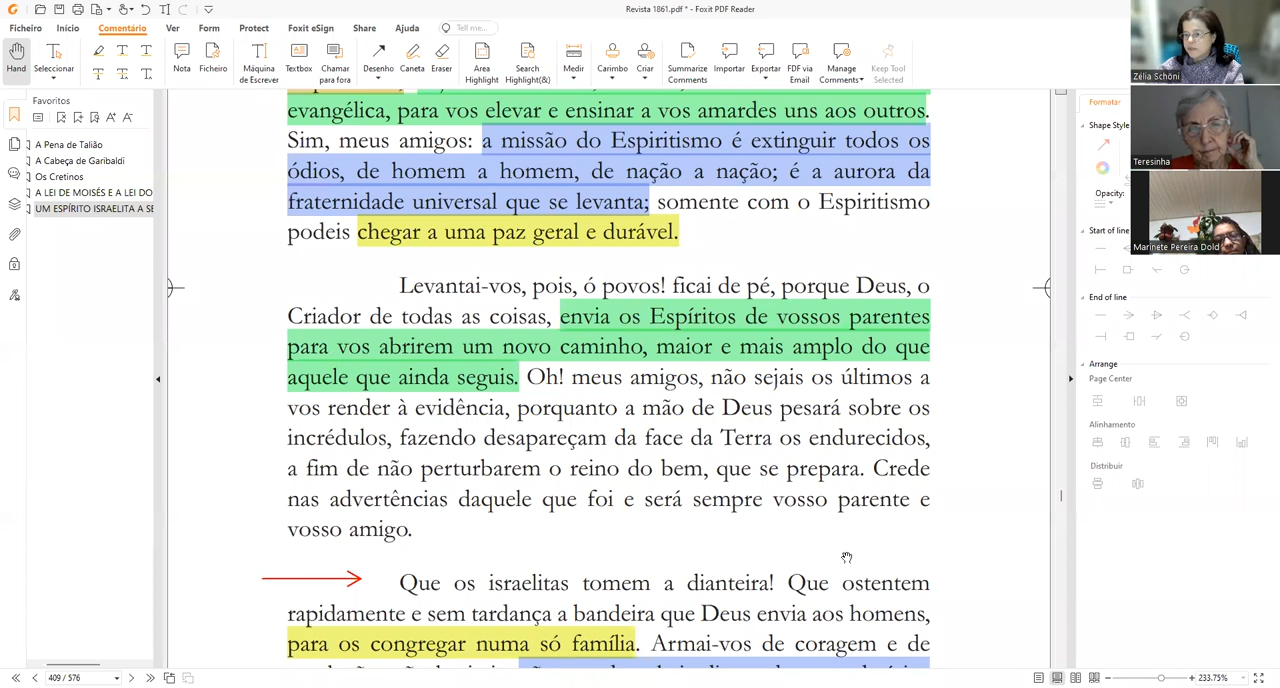 Revista 1861.pdf * - Foxit PDF Reader
Ficheiro Início Comentário Ver Form Protect Foxit eSign Share Ajuda Tell me...
Hand Seleccionar Nota Ficheiro Máquina de Escrever Textbox Chamar para fora Desenho Caneta Eraser Area Highlight Search Highlight(&) Medir Carimbo Criar Summarize Comments Importar Exportar PDF via Email Manage Comments Keep Tool Selected
Favoritos
A Pena de Talião
A Cabeça de Garibaldi
Os Cretinos
A LEI DE MOISÉS E A LEI DO
UM ESPÍRITO ISRAELITA A SE
evangélica, para vos elevar e ensinar a vos amardes uns aos outros.
Sim, meus amigos: a missão do Espiritismo é extinguir todos os
ódios, de homem a homem, de nação a nação; é a aurora da
fraternidade universal que se levanta; somente com o Espiritismo
podeis chegar a uma paz geral e durável.
Levantai-vos, pois, ó povos! ficai de pé, porque Deus, o
Criador de todas as coisas, envia os Espíritos de vossos parentes
para vos abrirem um novo caminho, maior e mais amplo do que
aquele que ainda seguis. Oh! meus amigos, não sejais os últimos a
vos render à evidência, porquanto a mão de Deus pesará sobre os
incrédulos, fazendo desapareçam da face da Terra os endurecidos,
a fim de não perturbarem o reino do bem, que se prepara. Crede
nas advertências daquele que foi e será sempre vosso parente e
vosso amigo.
Que os israelitas tomem a dianteira! Que ostentem
rapidamente e sem tardança a bandeira que Deus envia aos homens,
para os congregar numa só família. Armai-vos de coragem e de
Formatar
Shape Style
Opacity:
Start of line
End of line
Arrange
Page Center
Alinhamento
Distribuir
Zélia Schöni
Teresinha
Marinete Pereira Dold
409 / 576
233.75%